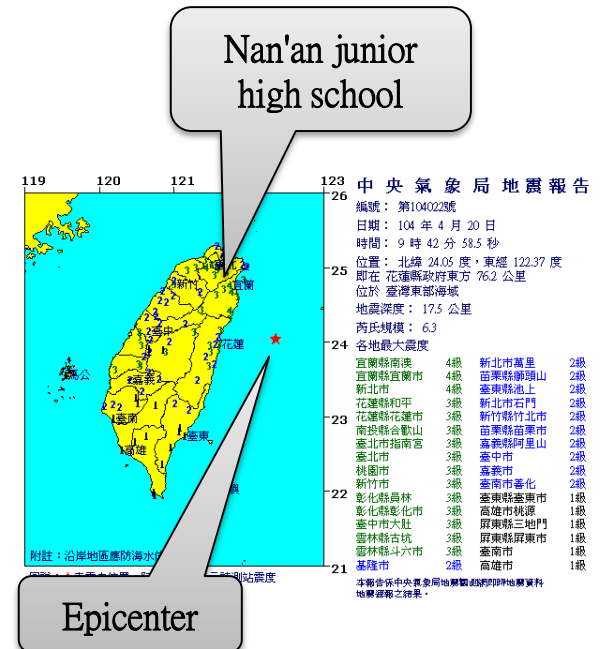 Nan'an junior
high school
119 120 121 123
26
25
24
23
22
21
中央氣象局地震報告
編號： 第104022號
日期： 104 年 4 月 20 日
時間： 9 時 42 分 58.5 秒
位置： 北緯 24.05 度，東經 122.37 度
即在 花蓮縣政府東方 76.2 公里
位於 臺灣東部海域
地震深度： 17.5 公里
芮氏規模： 6.3
各地最大震度
宜蘭縣南澳 4級 新北市萬里 2級
宜蘭縣宜蘭市 4級 苗栗縣獅頭山 2級
新北市 4級 臺東縣池上 2級
花蓮縣和平 3級 新北市石門 2級
花蓮縣花蓮市 3級 新竹縣竹北市 2級
南投縣合歡山 3級 苗栗縣苗栗市 2級
臺北市指南宮 3級 嘉義縣阿里山 2級
臺北市 3級 臺中市 2級
桃園市 3級 嘉義市 2級
新竹市 3級 臺南市善化 2級
彰化縣員林 3級 臺東縣臺東市 1級
彰化縣彰化市 3級 高雄市桃源 1級
臺中市大肚 3級 屏東縣三地門 1級
雲林縣古坑 3級 屏東縣屏東市 1級
雲林縣斗六市 3級 臺南市 1級
基隆市 2級 高雄市 1級
本報告係中央氣象局地震觀測網即時地震資料
地震速報之結果。
新竹
宜蘭
臺中
花蓮
馬公
嘉義
臺南
臺東
高雄
附註：沿岸地區應防海水
Epicenter